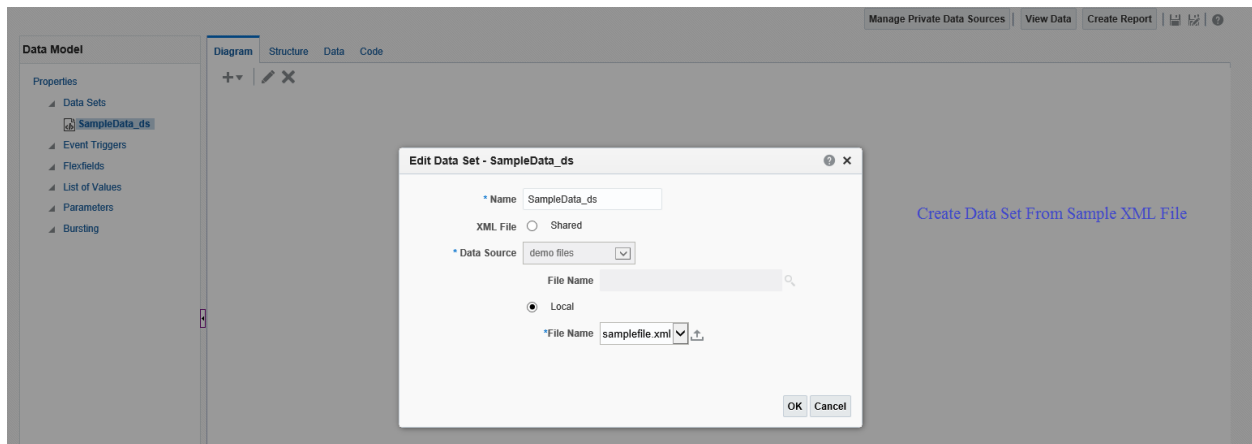 Manage Private Data Sources View Data Create Report
Data Model
Diagram Structure Data Code
Properties
Data Sets
SampleData_ds
Event Triggers
Flexfields
List of Values
Parameters
Bursting
Edit Data Set - SampleData_ds
* Name SampleData_ds
XML File Shared
* Data Source demo files
File Name
Local
*File Name samplefile.xml
OK Cancel
Create Data Set From Sample XML File